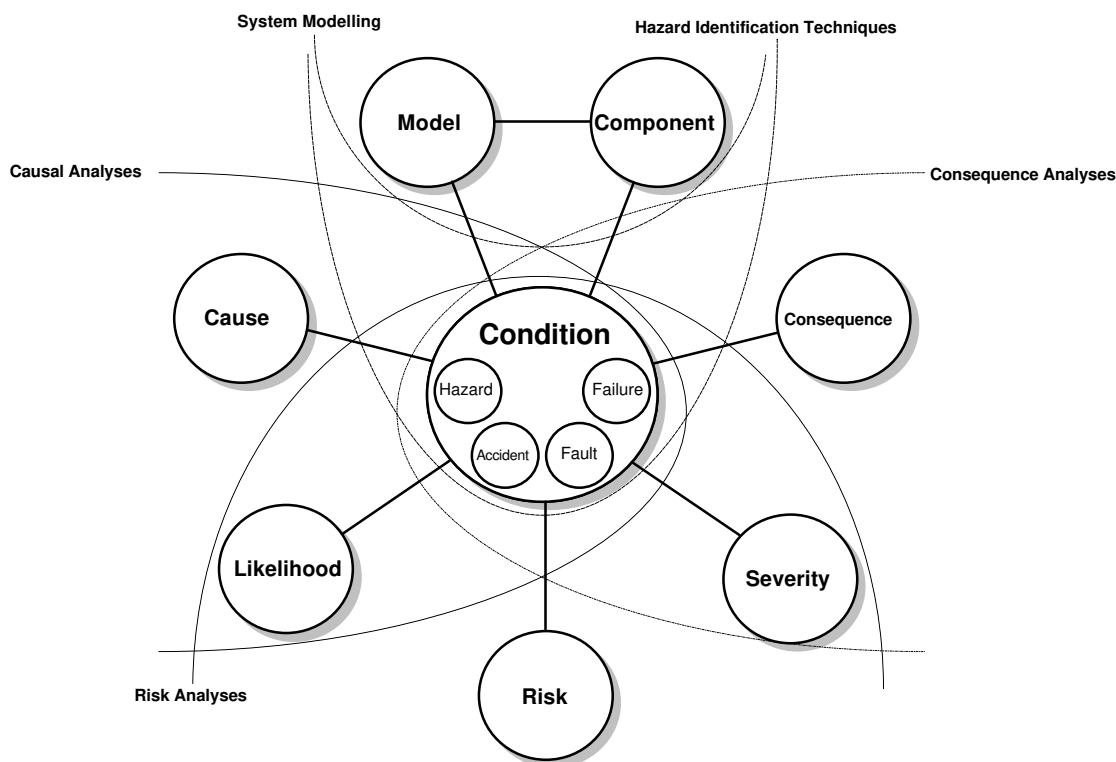 System Modelling
Hazard Identification Techniques
Model
Component
Causal Analyses
Consequence Analyses
Cause
Consequence
Condition
Hazard
Failure
Accident
Fault
Likelihood
Severity
Risk Analyses
Risk